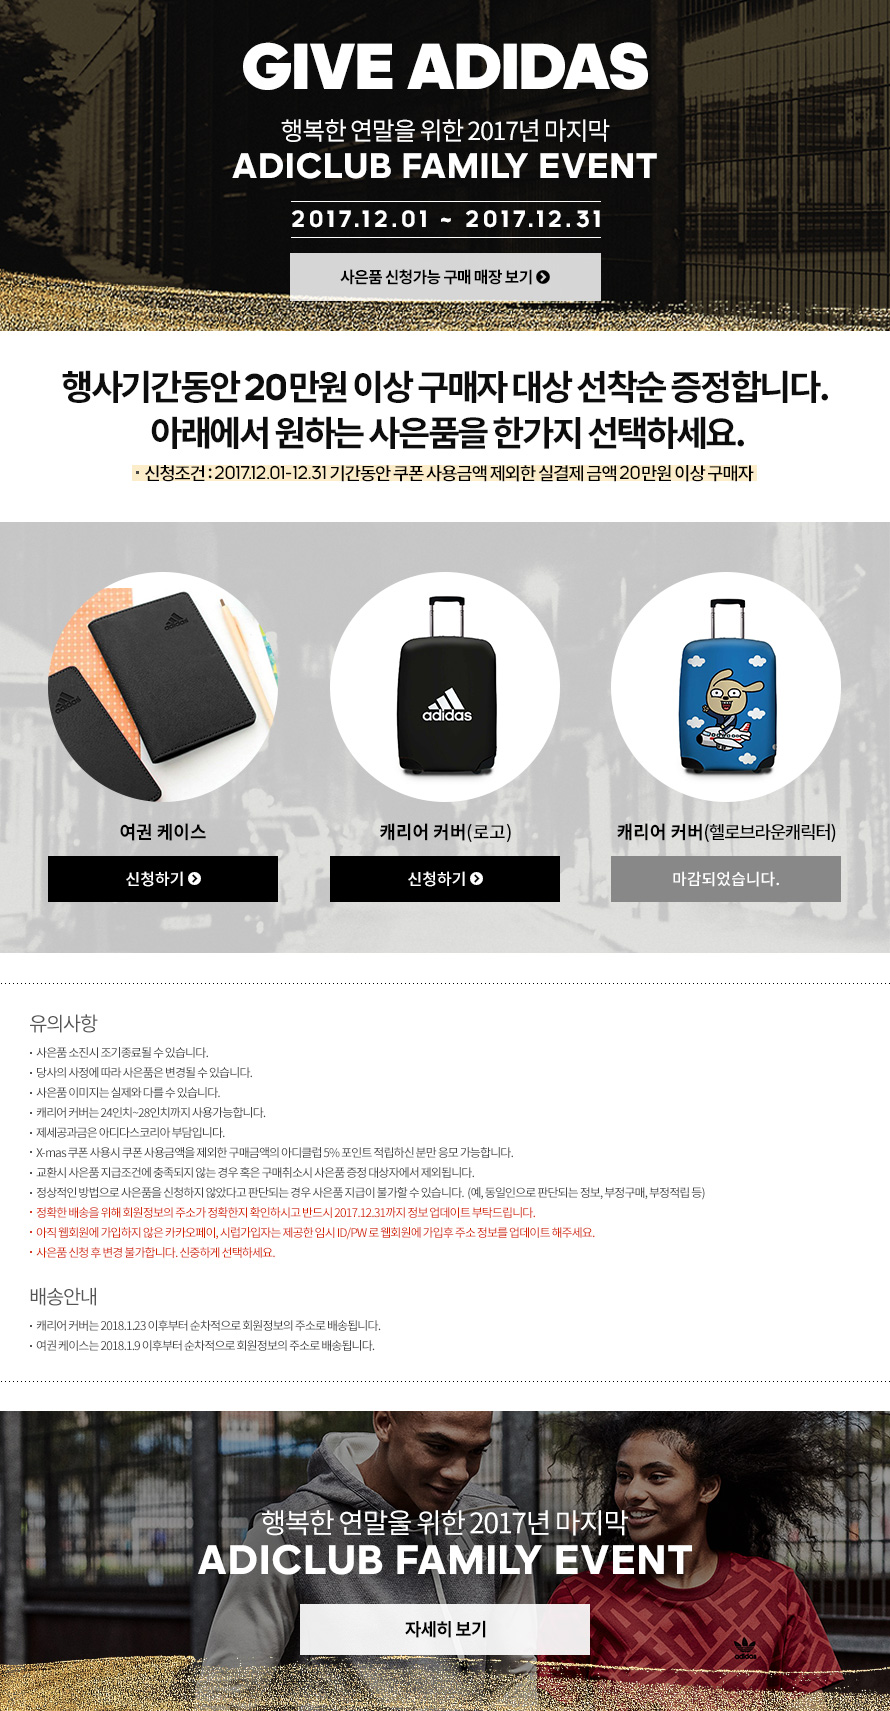 GIVE ADIDAS
행복한 연말을 위한 2017년 마지막
ADICLUB FAMILY EVENT
2017.12.01 ~ 2017.12.31
사은품 신청가능 구매 매장 보기
행사기간동안 20만원 이상 구매자 대상 선착순 증정합니다.
아래에서 원하는 사은품을 한가지 선택하세요.
· 신청조건 : 2017.12.01-12.31 기간동안 쿠폰 사용금액 제외한 실결제 금액 20만원 이상 구매자
adidas
adidas
adidas
여권 케이스
캐리어 커버(로고)
캐리어 커버(헬로브라운캐릭터)
신청하기
신청하기
마감되었습니다.
유의사항
· 사은품 소진시 조기종료될 수 있습니다.
· 당사의 사정에 따라 사은품은 변경될 수 있습니다.
· 사은품 이미지는 실제와 다를 수 있습니다.
· 캐리어 커버는 24인치~28인치까지 사용가능합니다.
· 제세공과금은 아디다스코리아 부담입니다.
· X-mas 쿠폰 사용시 쿠폰 사용금액을 제외한 구매금액의 아디클럽 5% 포인트 적립하신 분만 응모 가능합니다.
· 교환시 사은품 지급조건에 충족되지 않는 경우 혹은 구매취소시 사은품 증정 대상자에서 제외됩니다.
· 정상적인 방법으로 사은품을 신청하지 않았다고 판단되는 경우 사은품 지급이 불가할 수 있습니다. (예, 동일인으로 판단되는 정보, 부정구매, 부정적립 등)
· 정확한 배송을 위해 회원정보의 주소가 정확한지 확인하시고 반드시 2017.12.31까지 정보 업데이트 부탁드립니다.
· 아직 웹회원에 가입하지 않은 카카오페이, 시럽가입자는 제공한 임시 ID/PW 로 웹회원에 가입후 주소 정보를 업데이트 해주세요.
· 사은품 신청 후 변경 불가합니다. 신중하게 선택하세요.
배송안내
· 캐리어 커버는 2018.1.23 이후부터 순차적으로 회원정보의 주소로 배송됩니다.
· 여권 케이스는 2018.1.9 이후부터 순차적으로 회원정보의 주소로 배송됩니다.
행복한 연말을 위한 2017년 마지막
ADICLUB FAMILY EVENT
자세히 보기
adidas